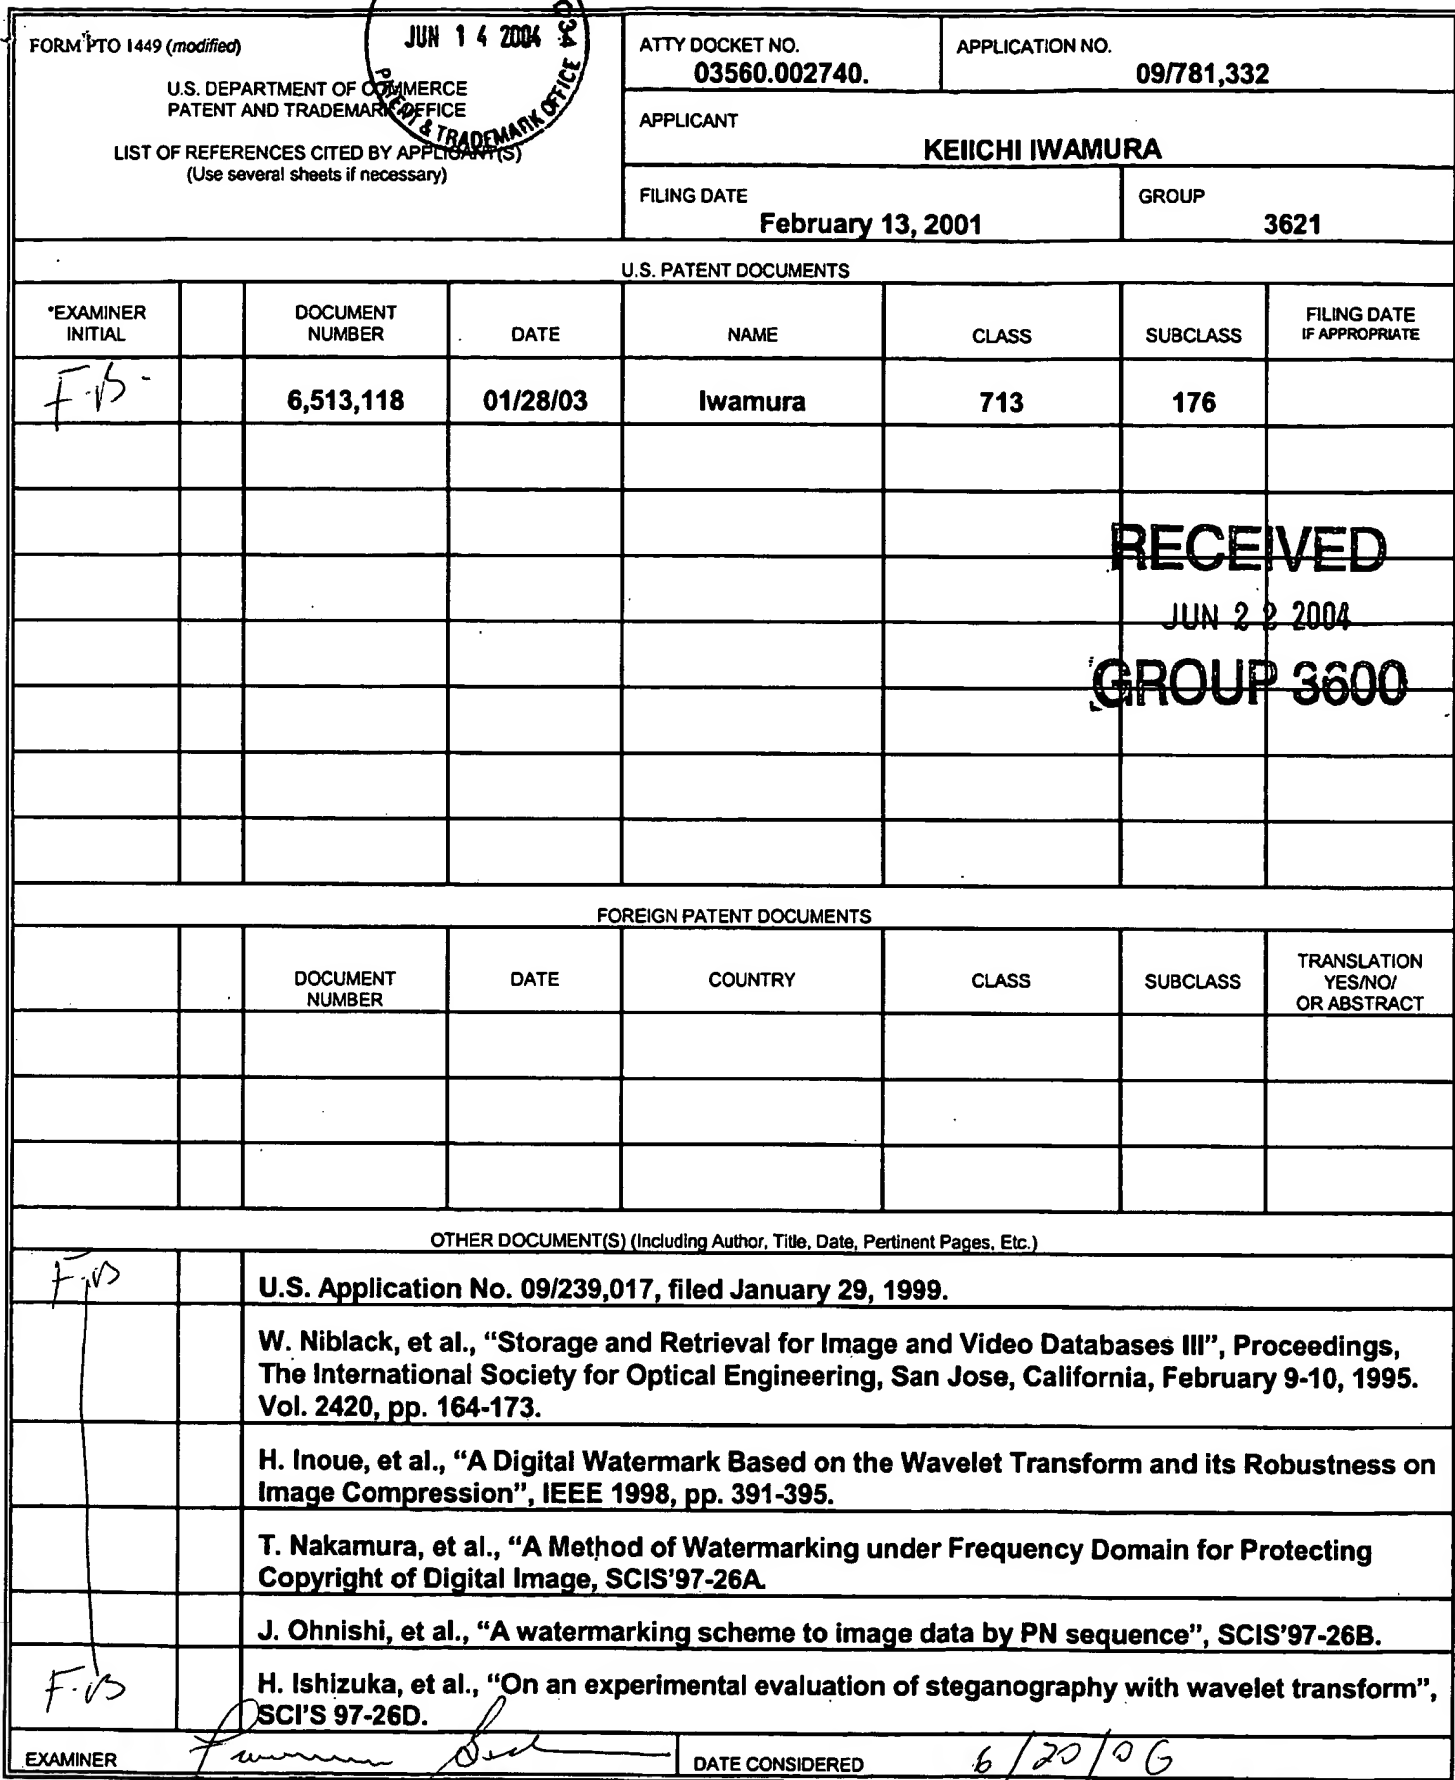 FORM PTO 1449 (modified)
JUN 14 2004
PATENT & TRADEMARK OFFICE
U.S. DEPARTMENT OF COMMERCE
PATENT AND TRADEMARK OFFICE
LIST OF REFERENCES CITED BY APPLICANT(S)
(Use several sheets if necessary)
ATTY DOCKET NO.
03560.002740.
APPLICATION NO.
09/781,332
APPLICANT
KEIICHI IWAMURA
FILING DATE
February 13, 2001
GROUP
3621
U.S. PATENT DOCUMENTS
*EXAMINER INITIAL
DOCUMENT NUMBER
DATE
NAME
CLASS
SUBCLASS
FILING DATE IF APPROPRIATE
F.B.
6,513,118
01/28/03
Iwamura
713
176
RECEIVED
JUN 22 2004
GROUP 3600
FOREIGN PATENT DOCUMENTS
DOCUMENT NUMBER
DATE
COUNTRY
CLASS
SUBCLASS
TRANSLATION YES/NO/ OR ABSTRACT
OTHER DOCUMENT(S) (Including Author, Title, Date, Pertinent Pages, Etc.)
F.B
U.S. Application No. 09/239,017, filed January 29, 1999.
W. Niblack, et al., “Storage and Retrieval for Image and Video Databases III”, Proceedings,
The International Society for Optical Engineering, San Jose, California, February 9-10, 1995.
Vol. 2420, pp. 164-173.
H. Inoue, et al., “A Digital Watermark Based on the Wavelet Transform and its Robustness on
Image Compression”, IEEE 1998, pp. 391-395.
T. Nakamura, et al., “A Method of Watermarking under Frequency Domain for Protecting
Copyright of Digital Image, SCIS’97-26A.
J. Ohnishi, et al., “A watermarking scheme to image data by PN sequence”, SCIS’97-26B.
F.B
H. Ishizuka, et al., “On an experimental evaluation of steganography with wavelet transform”,
SCI’S 97-26D.
EXAMINER
DATE CONSIDERED
6/20/06